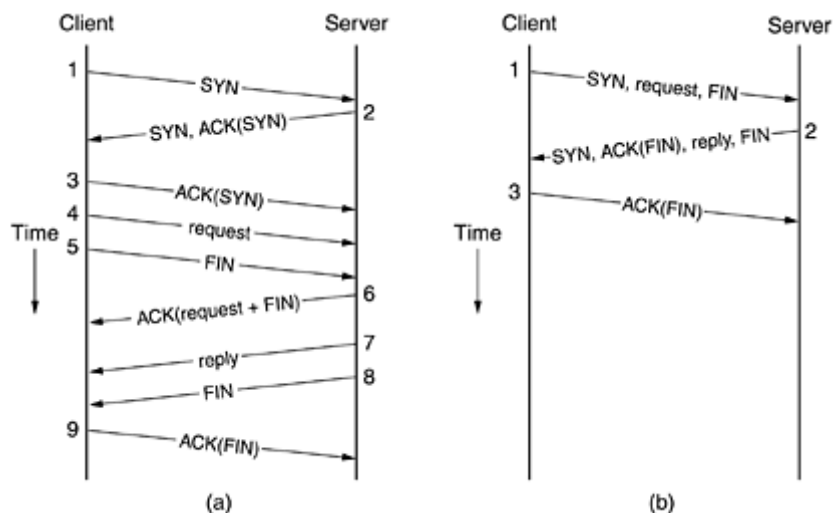 Client
Server
1
SYN
2
SYN, ACK(SYN)
3
ACK(SYN)
4
request
Time
5
FIN
6
ACK(request + FIN)
7
reply
8
FIN
9
ACK(FIN)
(a)
Client
Server
1
SYN, request, FIN
2
SYN, ACK(FIN), reply, FIN
3
ACK(FIN)
Time
(b)